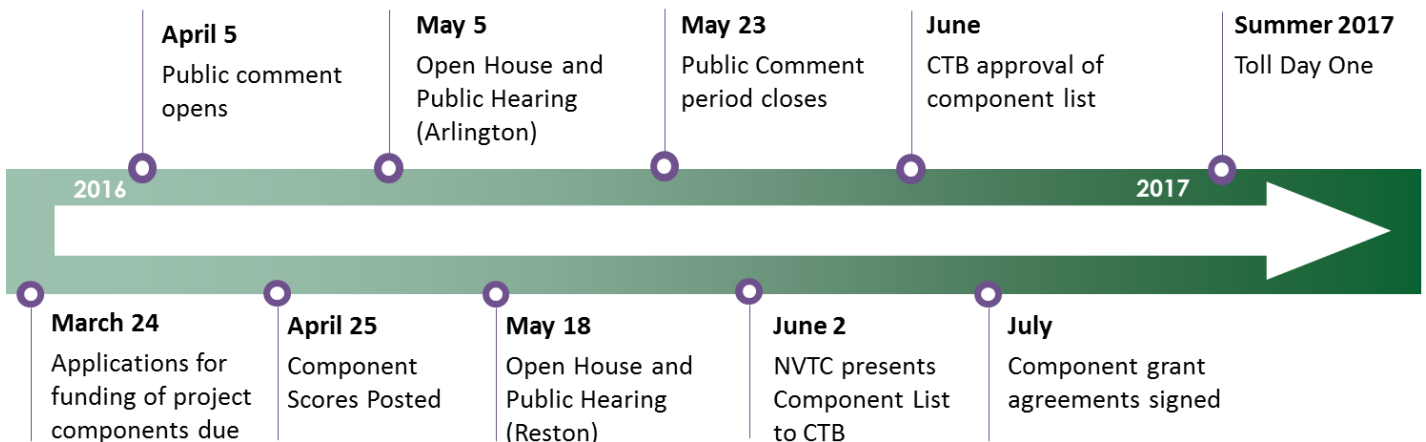 April 5
Public comment
opens
May 5
Open House and
Public Hearing
(Arlington)
May 23
Public Comment
period closes
June
CTB approval of
component list
Summer 2017
Toll Day One
2016
2017
March 24
Applications for
funding of project
components due
April 25
Component
Scores Posted
May 18
Open House and
Public Hearing
(Reston)
June 2
NVTC presents
Component List
to CTB
July
Component grant
agreements signed